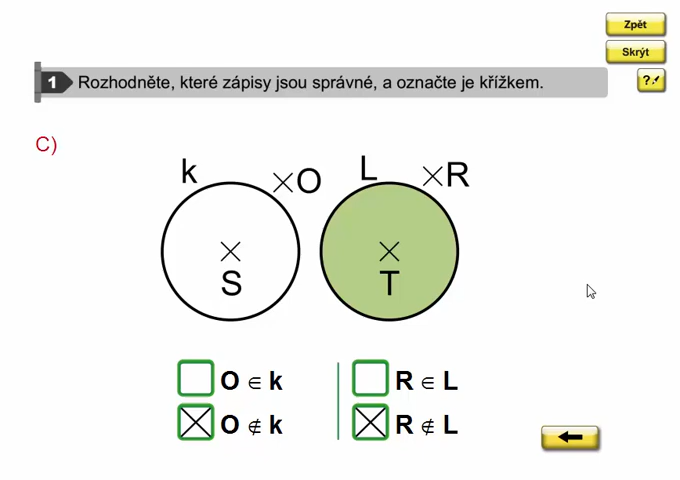 Zpět
Skrýt
?
1 Rozhodněte, které zápisy jsou správné, a označte je křížkem.
C)
k O L R
S T
O ∈ k R ∈ L
O ∉ k R ∉ L